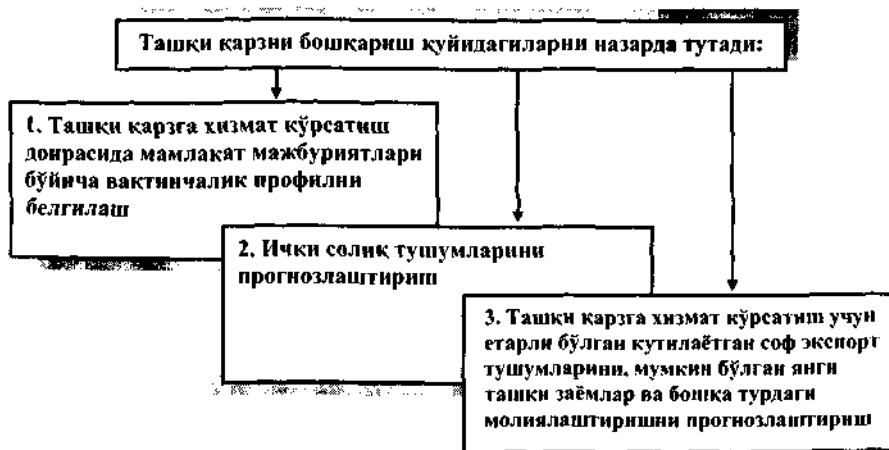 Ташқи қарзни бошқариш қуйидагиларни назарда тутади:
1. Ташқи қарзга хизмат кўрсатиш
доирасида мамлакат мажбуриятлари
бўйича вақтинчалик профилни
белгилаш
2. Ички солиқ тушумларини
прогнозлаштириш
3. Ташқи қарзга хизмат кўрсатиш учун
етарли бўлган кутилаётган соф экспорт
тушумларини, мумкин бўлган янги
ташқи заёмлар ва бошқа турдаги
молиялаштиришни прогнозлаштириш